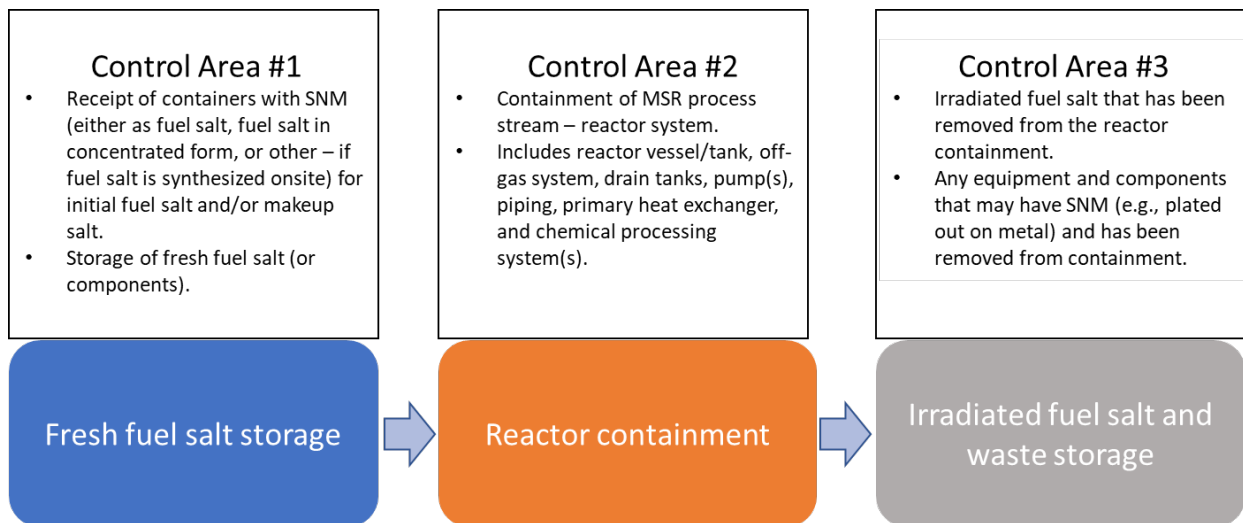 Control Area #1
• Receipt of containers with SNM
(either as fuel salt, fuel salt in
concentrated form, or other – if
fuel salt is synthesized onsite) for
initial fuel salt and/or makeup
salt.
• Storage of fresh fuel salt (or
components).
Fresh fuel salt storage
Control Area #2
• Containment of MSR process
stream – reactor system.
• Includes reactor vessel/tank, off-
gas system, drain tanks, pump(s),
piping, primary heat exchanger,
and chemical processing
system(s).
Reactor containment
Control Area #3
• Irradiated fuel salt that has been
removed from the reactor
containment.
• Any equipment and components
that may have SNM (e.g., plated
out on metal) and has been
removed from containment.
Irradiated fuel salt and
waste storage